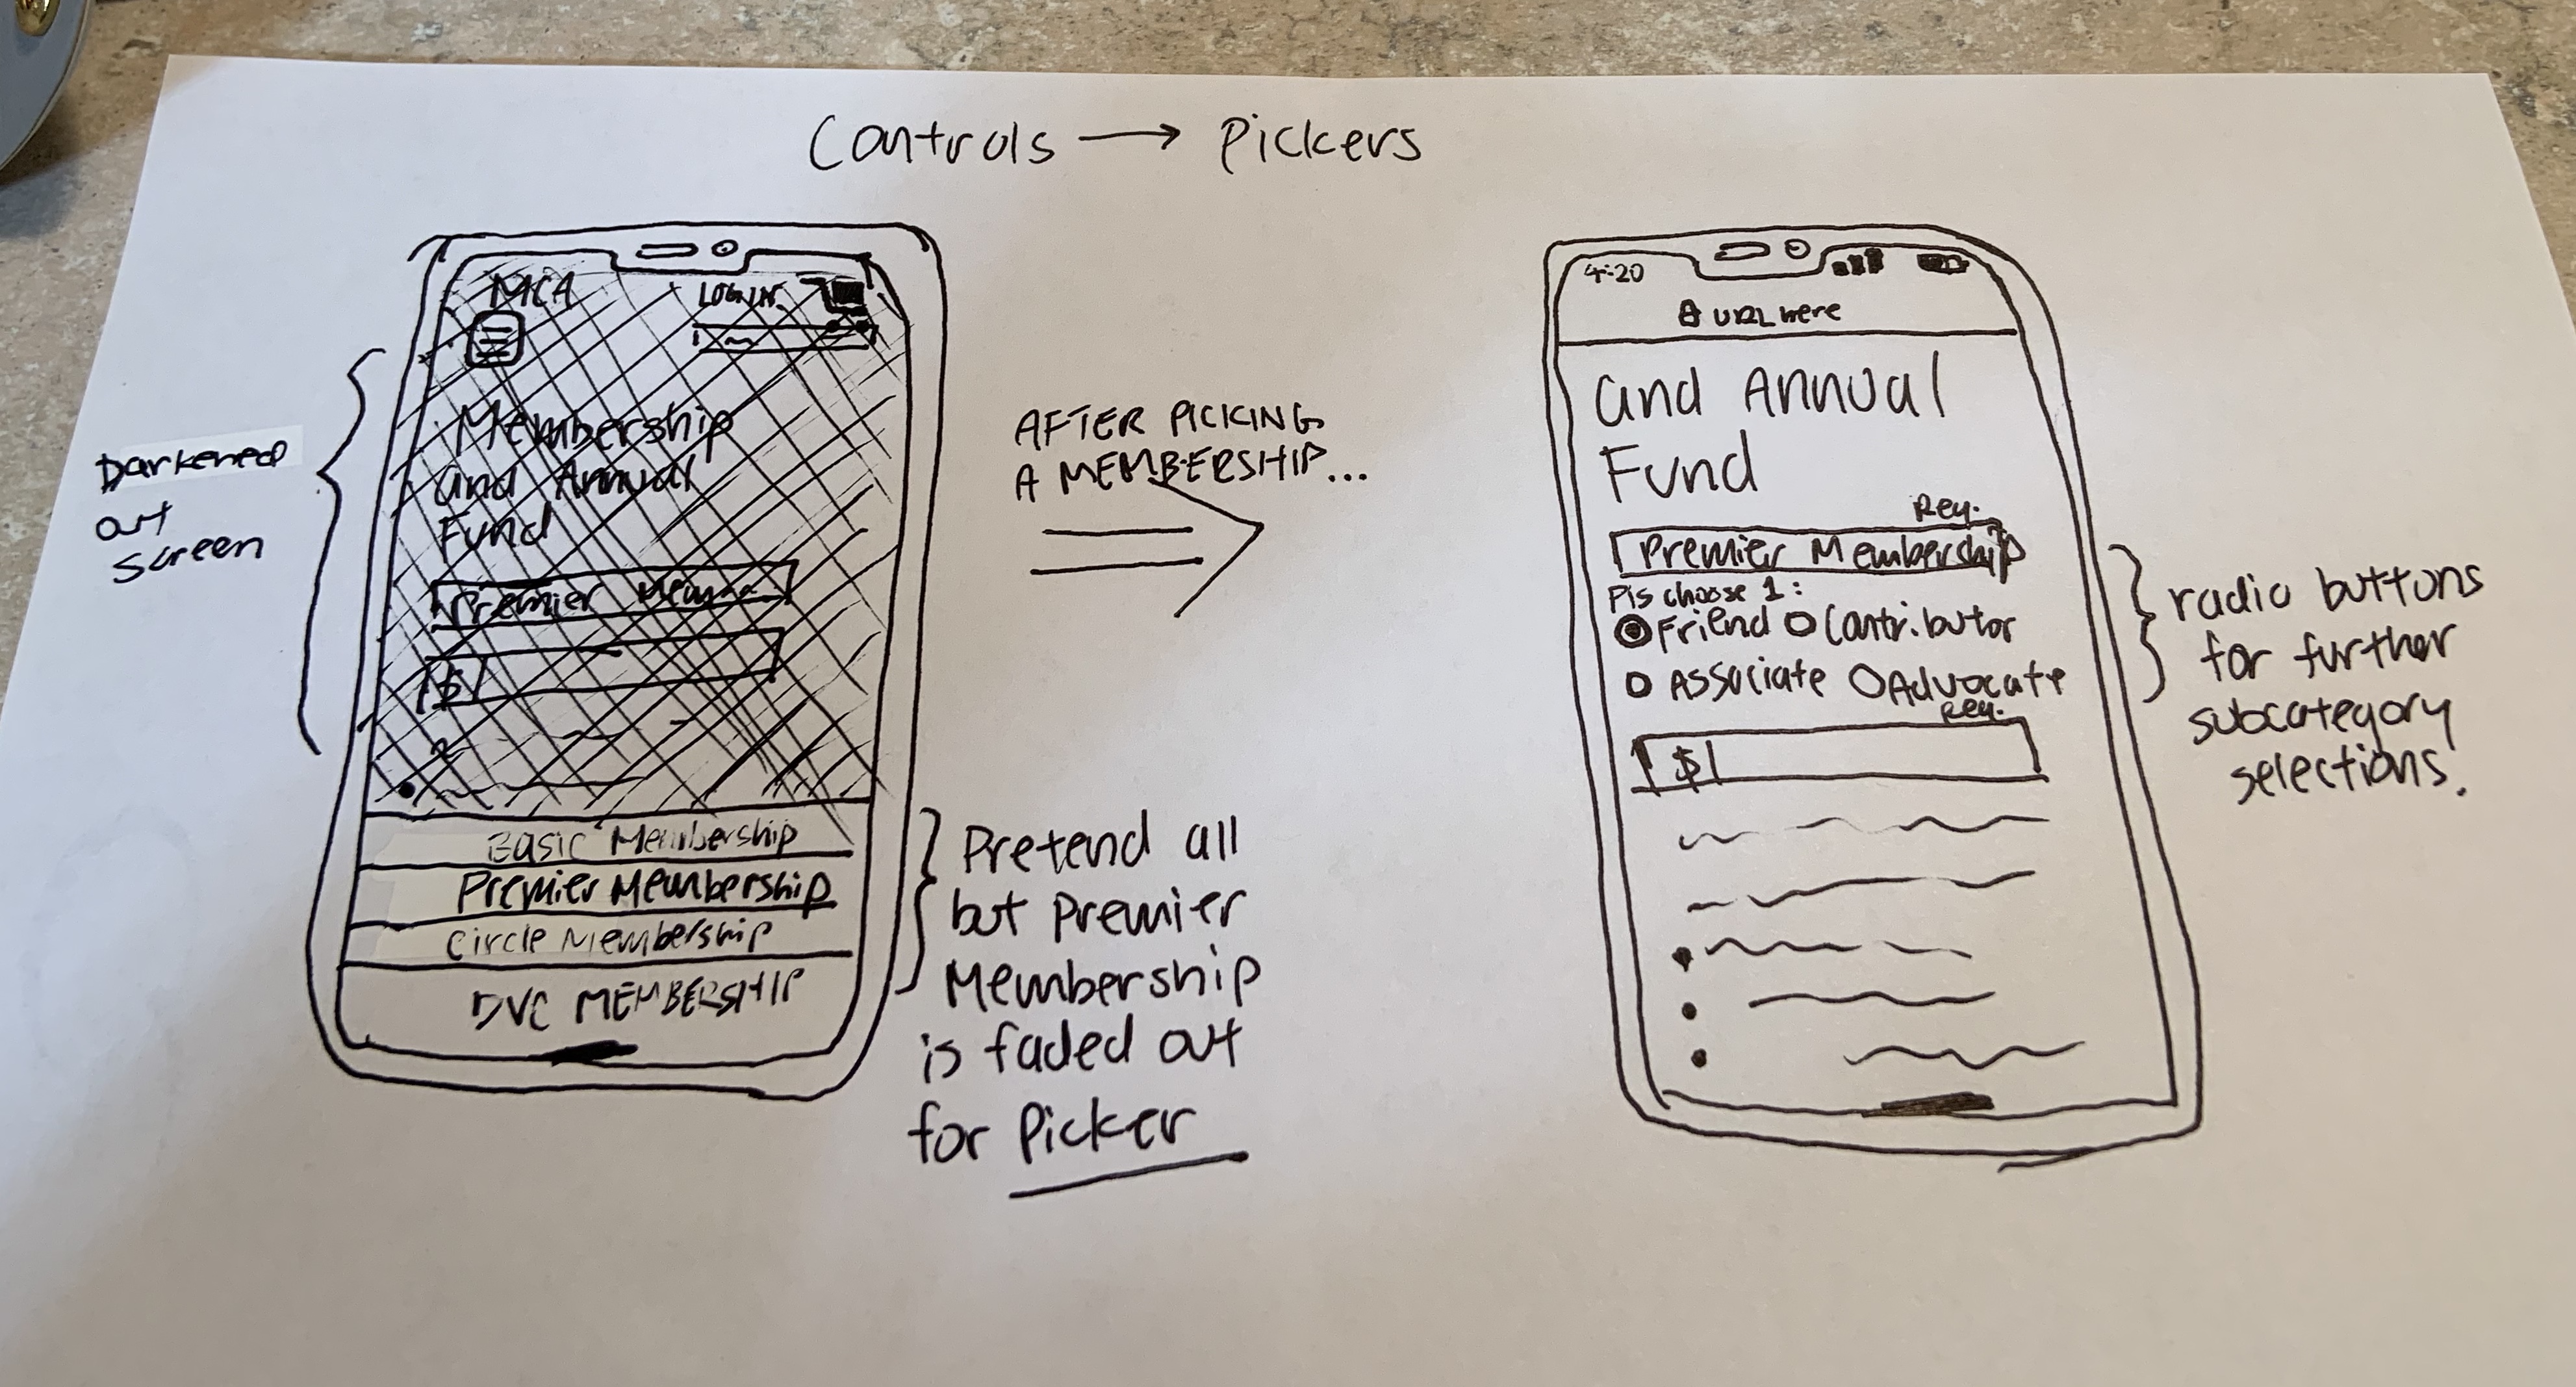 Controls → Pickers
MCA
LOGIN
Membership
and Annual
Fund
Premier Mem
$
Basic Membership
Premier Membership
Circle Membership
DVC MEMBERSHIP
Darkened
out
screen
AFTER PICKING
A MEMBERSHIP...
Pretend all
but Premier
Membership
is faded out
for Picker
4:20
URL here
and Annual
Fund
Req.
Premier Membership
Pls choose 1:
Friend Contributor
Associate Advocate
Req.
$
radio buttons
for further
subcategory
selections.